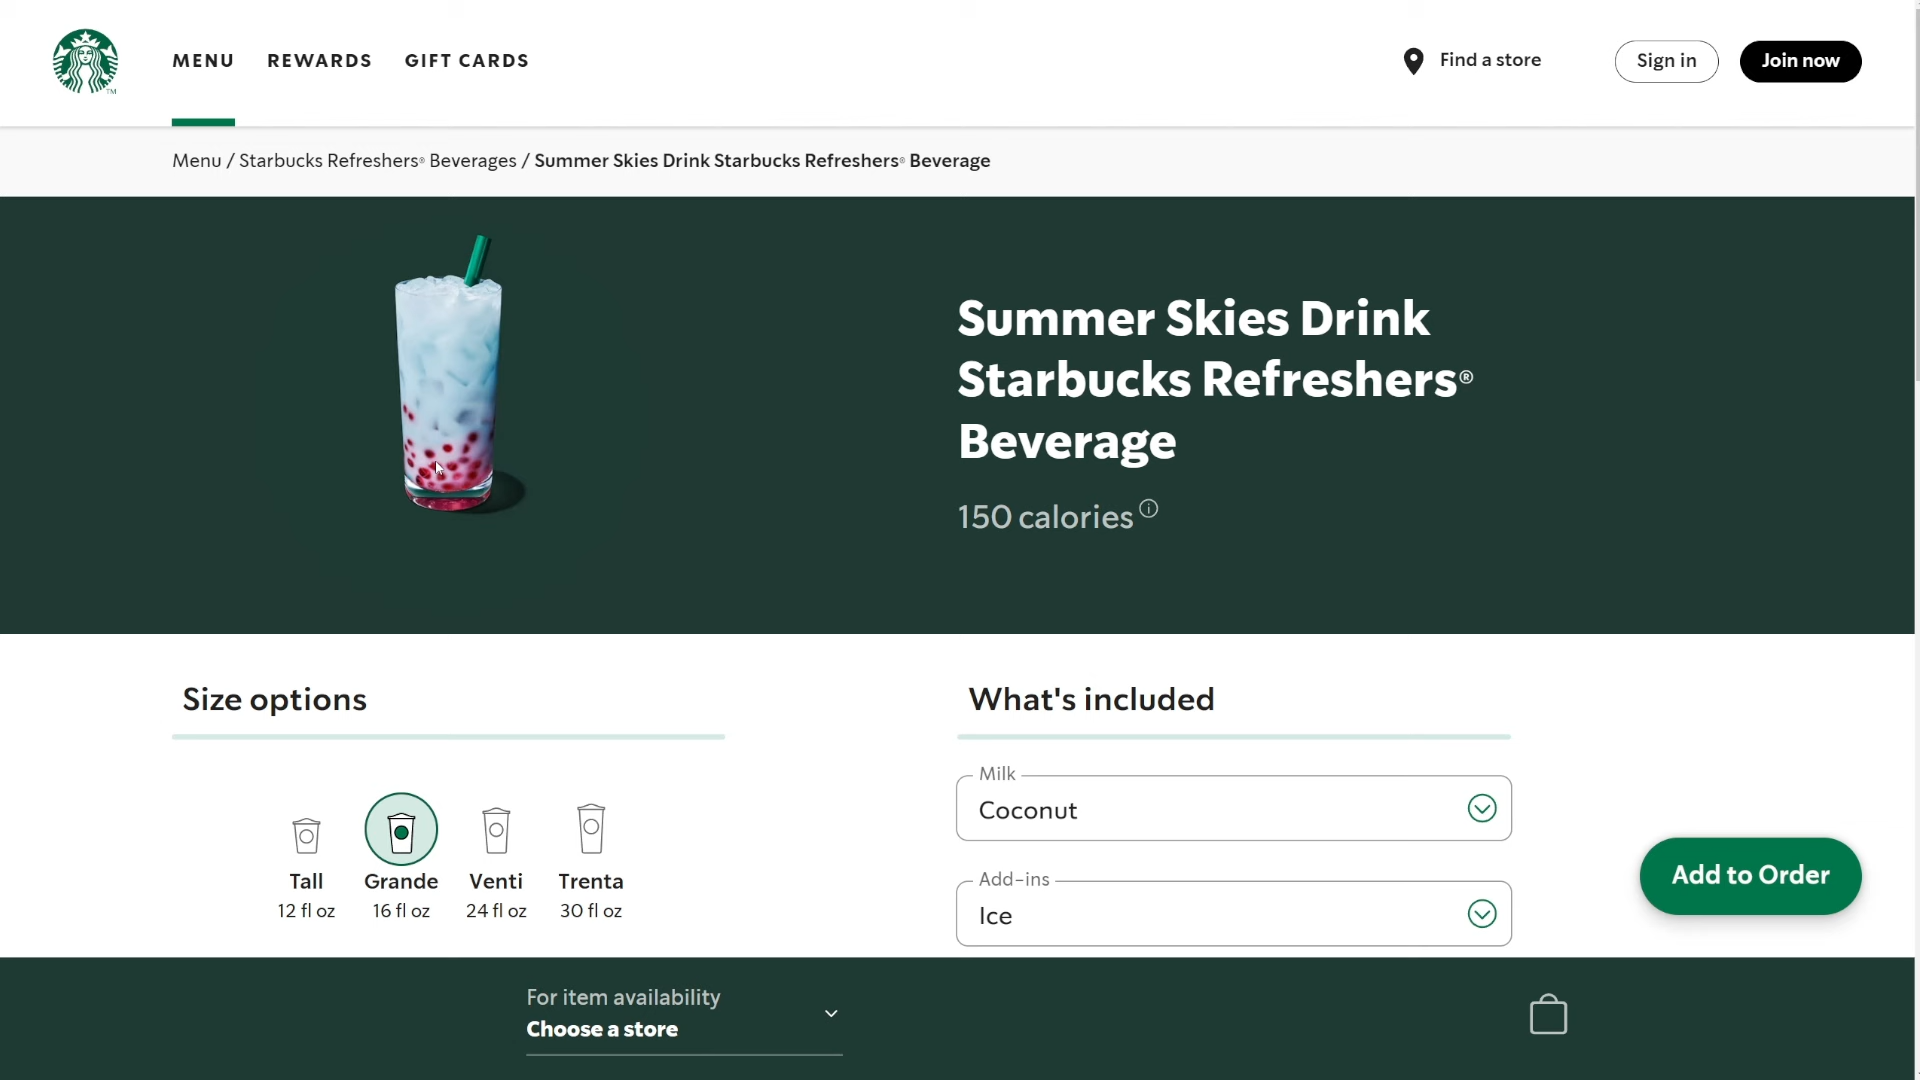 MENU REWARDS GIFT CARDS Find a store Sign in Join now
TM
Menu / Starbucks Refreshers® Beverages / Summer Skies Drink Starbucks Refreshers® Beverage
Summer Skies Drink
Starbucks Refreshers®
Beverage
150 calories
Size options
What's included
Milk
Coconut
Add-ins
Ice
Tall Grande Venti Trenta
12 fl oz 16 fl oz 24 fl oz 30 fl oz
Add to Order
For item availability
Choose a store